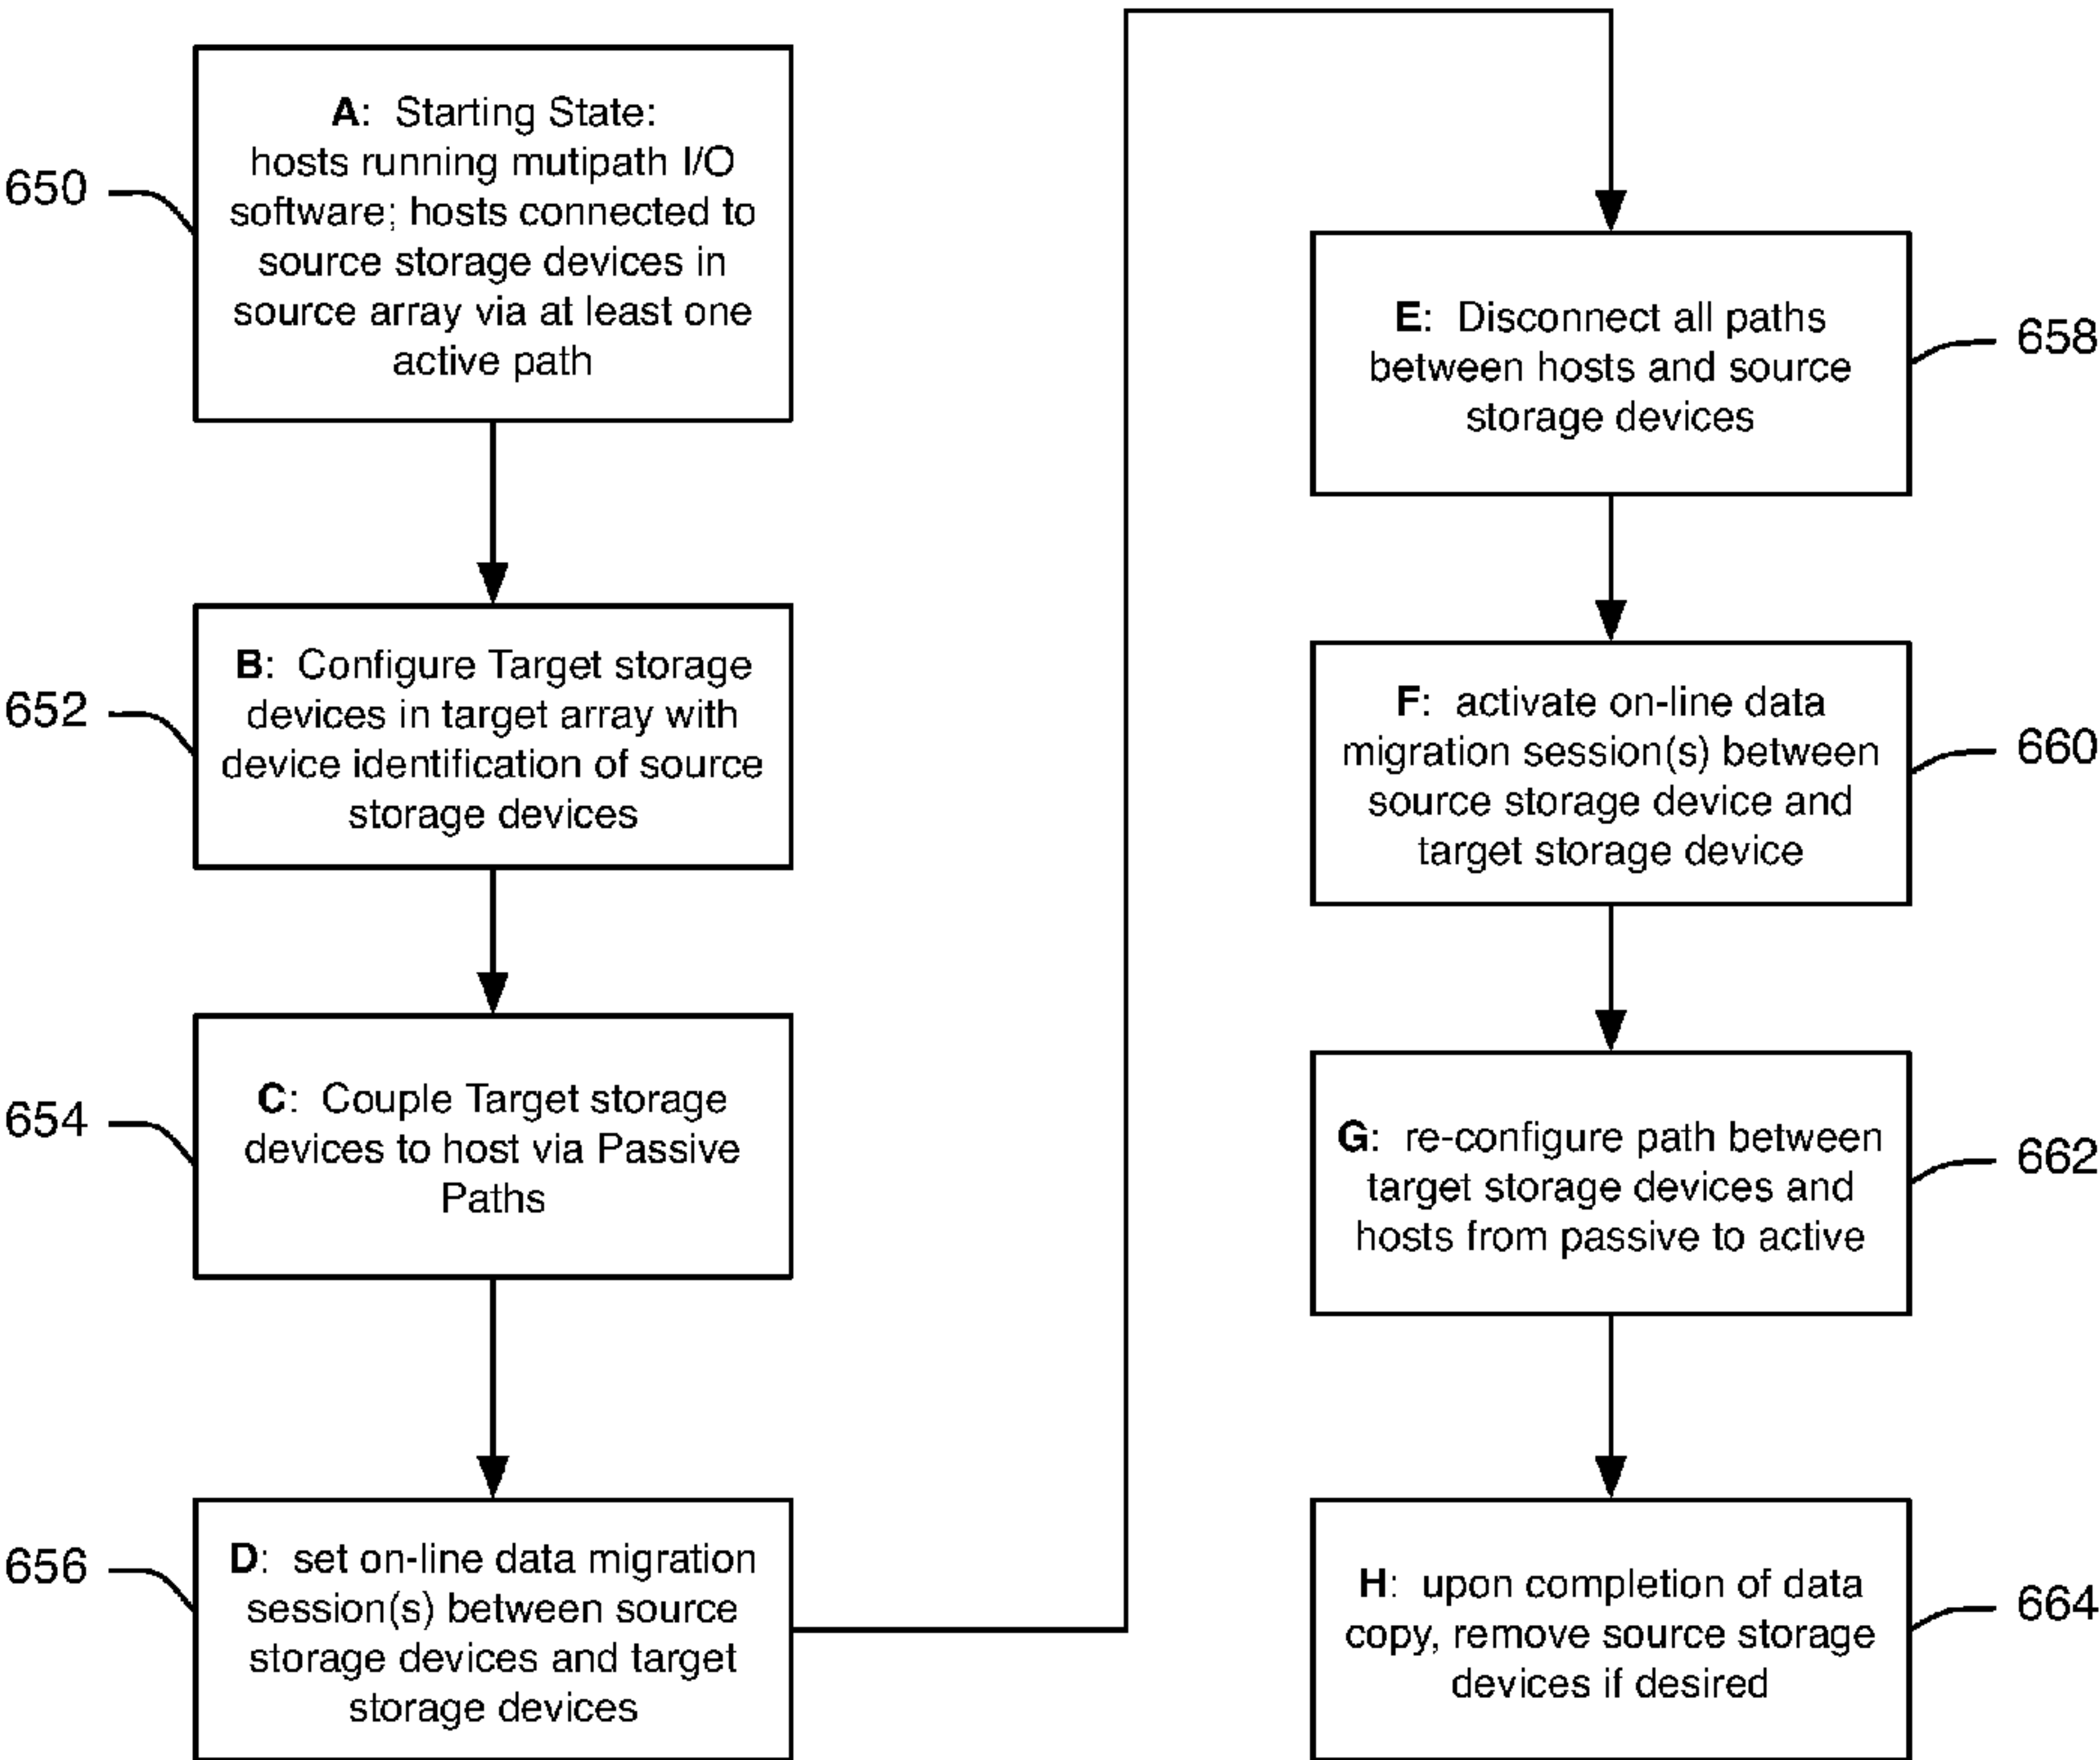 650
A: Starting State:
hosts running mutipath I/O
software; hosts connected to
source storage devices in
source array via at least one
active path
652
B: Configure Target storage
devices in target array with
device identification of source
storage devices
654
C: Couple Target storage
devices to host via Passive
Paths
656
D: set on-line data migration
session(s) between source
storage devices and target
storage devices
E: Disconnect all paths
between hosts and source
storage devices
658
F: activate on-line data
migration session(s) between
source storage device and
target storage device
660
G: re-configure path between
target storage devices and
hosts from passive to active
662
H: upon completion of data
copy, remove source storage
devices if desired
664